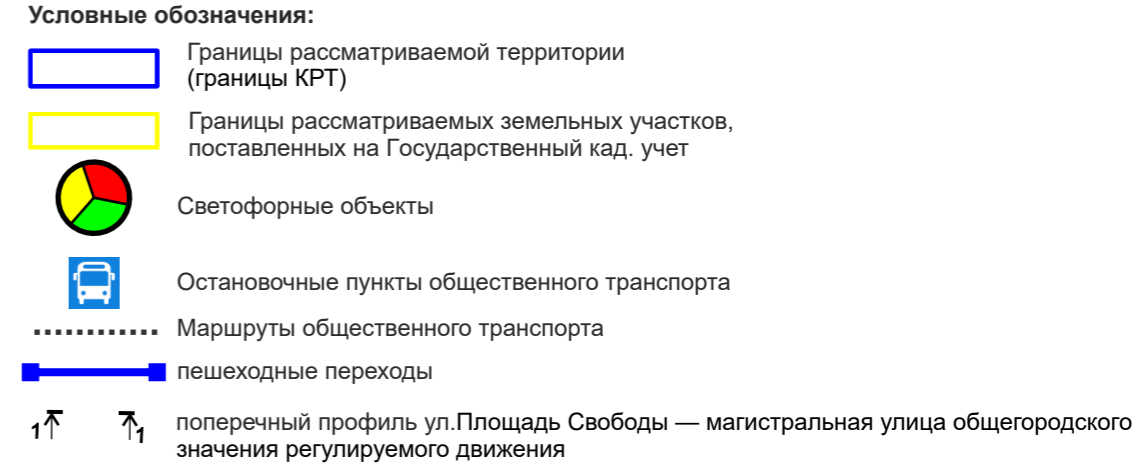 Условные обозначения:
Границы рассматриваемой территории
(границы КРТ)
Границы рассматриваемых земельных участков,
поставленных на Государственный кад. учет
Светофорные объекты
Остановочные пункты общественного транспорта
Маршруты общественного транспорта
пешеходные переходы
1 1 поперечный профиль ул.Площадь Свободы — магистральная улица общегородского
значения регулируемого движения